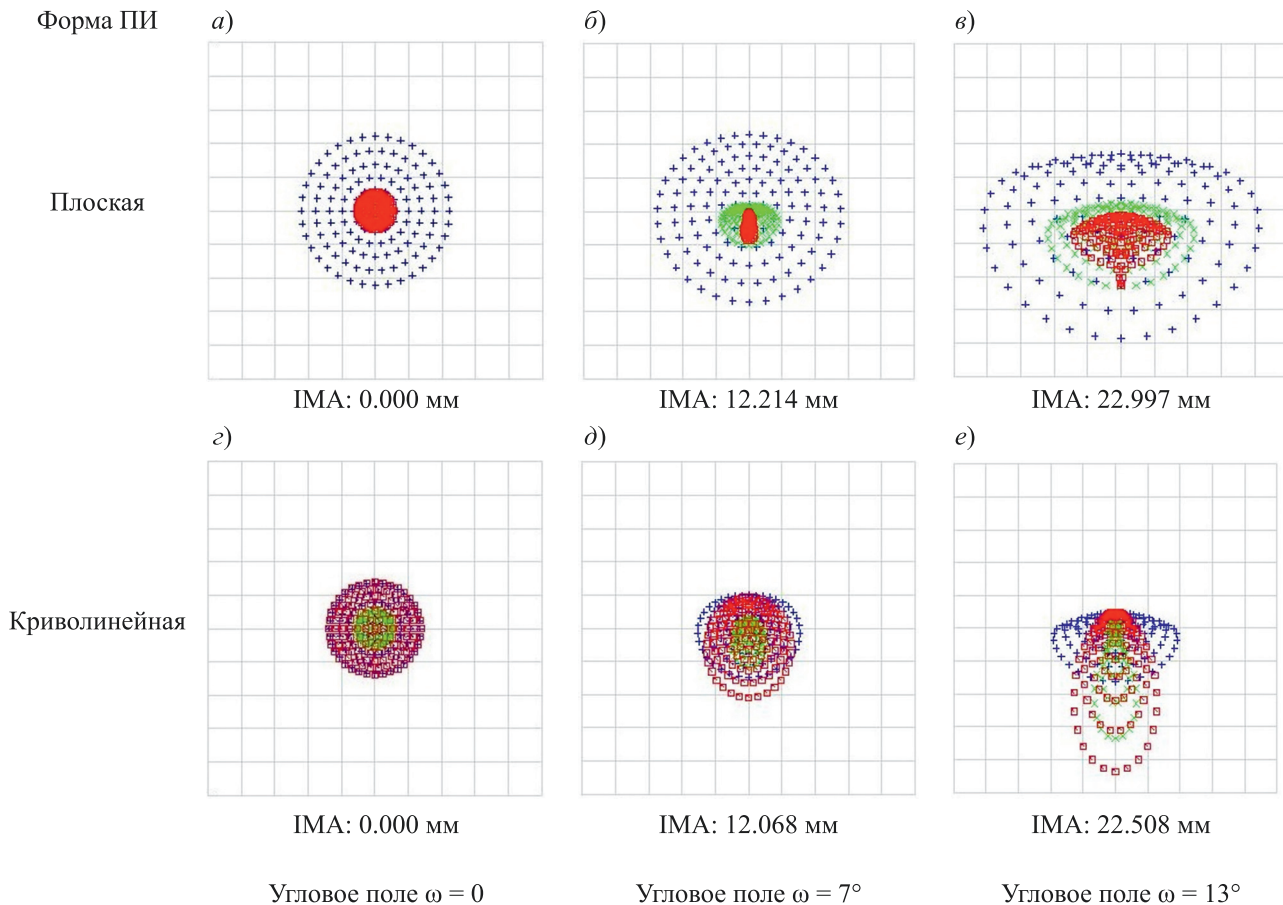 Форма ПИ
а)
б)
в)
Плоская
IMA: 0.000 мм
IMA: 12.214 мм
IMA: 22.997 мм
г)
д)
е)
Криволинейная
IMA: 0.000 мм
IMA: 12.068 мм
IMA: 22.508 мм
Угловое поле ω = 0
Угловое поле ω = 7°
Угловое поле ω = 13°